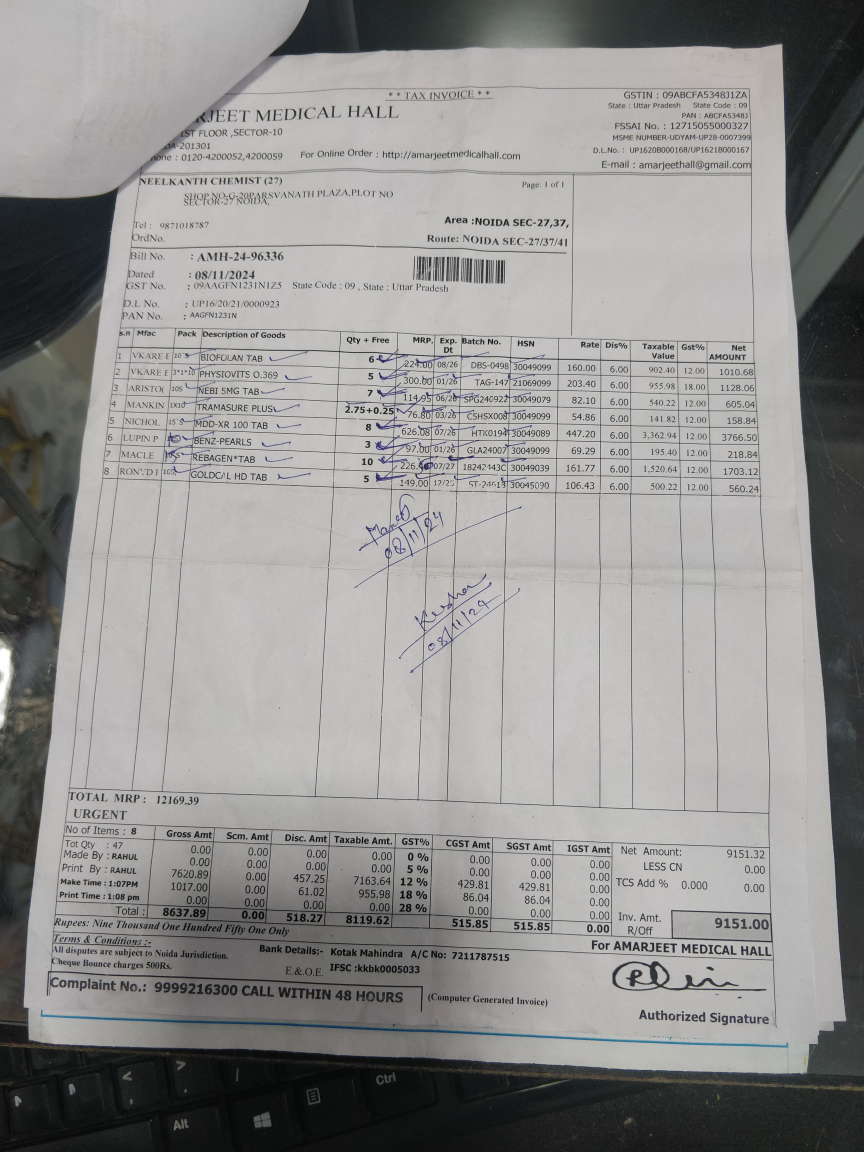 * * TAX INVOICE * *
RJEET MEDICAL HALL
1ST FLOOR ,SECTOR-10
DA-201301
one : 0120-4200052,4200059 For Online Order : http://amarjeetmedicalhall.com
GSTIN : 09ABCFA5348J1ZA
State : Uttar Pradesh State Code : 09
PAN : ABCFA5348J
FSSAI No. : 12715055000327
MSME NUMBER-UDYAM-UP28-0007399
D.L.No. : UP1620B000168/UP1621B000167
E-mail : amarjeethall@gmail.com
NEELKANTH CHEMIST (27) Page: 1 of 1
SHOP NO-G-20PARSVANATH PLAZA,PLOT NO
SECTOR-27 NOIDA,
Tel : 9871018787 Area :NOIDA SEC-27,37,
OrdNo. Route: NOIDA SEC-27/37/41
Bill No. : AMH-24-96336
Dated : 08/11/2024
GST No. : 09AAGFN1231N1Z5 State Code : 09 , State : Uttar Pradesh
D.L No. : UP16/20/21/0000923
PAN No. : AAGFN1231N
s.n Mfac Pack Description of Goods Qty + Free MRP. Exp. Dt Batch No. HSN Rate Dis% Taxable Value Gst% Net AMOUNT
1 VKARE 10'S BIOFOLAN TAB 6 224.00 08/26 DBS-0498 30049099 160.00 6.00 902.40 12.00 1010.68
2 VKARE 3*1*10 PHYSIOVITS O.369 5 300.00 01/26 TAG-147 21069099 203.40 6.00 955.98 18.00 1128.06
3 ARISTO( 10S NEBI 5MG TAB 7 114.95 06/26 SPG240922 30049079 82.10 6.00 540.22 12.00 605.04
4 MANKIN 1X10 TRAMASURE PLUS 2.75+0.25 76.80 03/26 CSHSX008 30049099 54.86 6.00 141.82 12.00 158.84
5 NICHOL 15'S MDD-XR 100 TAB 8 626.08 07/26 HTK0194 30049089 447.20 6.00 3,362.94 12.00 3766.50
6 LUPIN P BENZ-PEARLS 3 97.00 01/26 GLA24007 30049099 69.29 6.00 195.40 12.00 218.84
7 MACLE REBAGEN*TAB 10 07/27 18242443C 30049039 161.77 6.00 1,520.64 12.00 1703.12
8 GOLDCAL HD TAB 5 149.00 12/25 30045090 106.43 6.00 500.22 12.00 560.24
08/11/24
08/11/24
TOTAL MRP : 12169.39
URGENT
No of Items : 8 Gross Amt Scm. Amt Disc. Amt Taxable Amt. GST% CGST Amt SGST Amt IGST Amt Net Amount: 9151.32
Tot Qty : 47 0.00 0.00 0.00 0.00 0 % 0.00 0.00 0.00 LESS CN 0.00
Made By : RAHUL 0.00 0.00 0.00 0.00 5 % 0.00 0.00 0.00 TCS Add % 0.000 0.00
Print By : RAHUL 7620.89 0.00 457.25 7163.64 12 % 429.81 429.81 0.00
Make Time : 1:07PM 1017.00 0.00 61.02 955.98 18 % 86.04 86.04 0.00
Print Time : 1:08 pm 0.00 0.00 0.00 0.00 28 % 0.00 0.00 0.00
Total : 8637.89 0.00 518.27 8119.62 515.85 515.85 0.00 Inv. Amt. R/Off 9151.00
Rupees: Nine Thousand One Hundred Fifty One Only
Terms & Conditions :- For AMARJEET MEDICAL HALL
All disputes are subject to Noida Jurisdiction. Bank Details:- Kotak Mahindra A/C No: 7211787515
Cheque Bounce charges 500Rs. E & .O.E. IFSC :kkbk0005033
Complaint No.: 9999216300 CALL WITHIN 48 HOURS (Computer Generated Invoice)
Authorized Signature
Alt
Ctrl